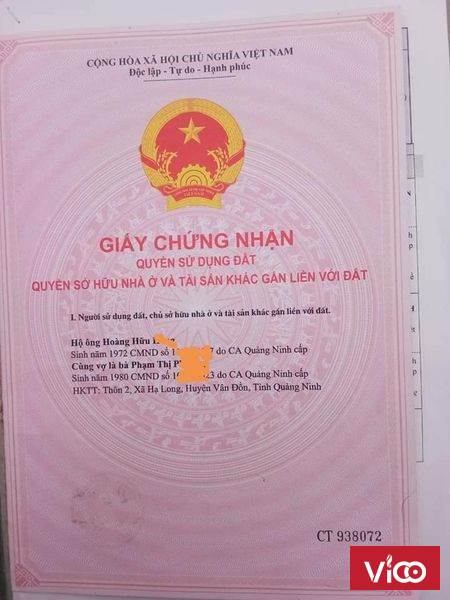 CỘNG HÒA XÃ HỘI CHỦ NGHĨA VIỆT NAM
Độc lập - Tự do - Hạnh phúc
VIỆT NAM
GIẤY CHỨNG NHẬN
QUYỀN SỬ DỤNG ĐẤT
QUYỀN SỞ HỮU NHÀ Ở VÀ TÀI SẢN KHÁC GẮN LIỀN VỚI ĐẤT
I. Người sử dụng đất, chủ sở hữu nhà ở và tài sản khác gắn liền với đất.
Hộ ông Hoàng Hữu
Sinh năm 1972 CMND số do CA Quảng Ninh cấp
Cùng vợ là bà Phạm Thị
Sinh năm 1980 CMND số do CA Quảng Ninh cấp
HKTT: Thôn 2, Xã Hạ Long, Huyện Vân Đồn, Tỉnh Quảng Ninh
CT 938072
Vico